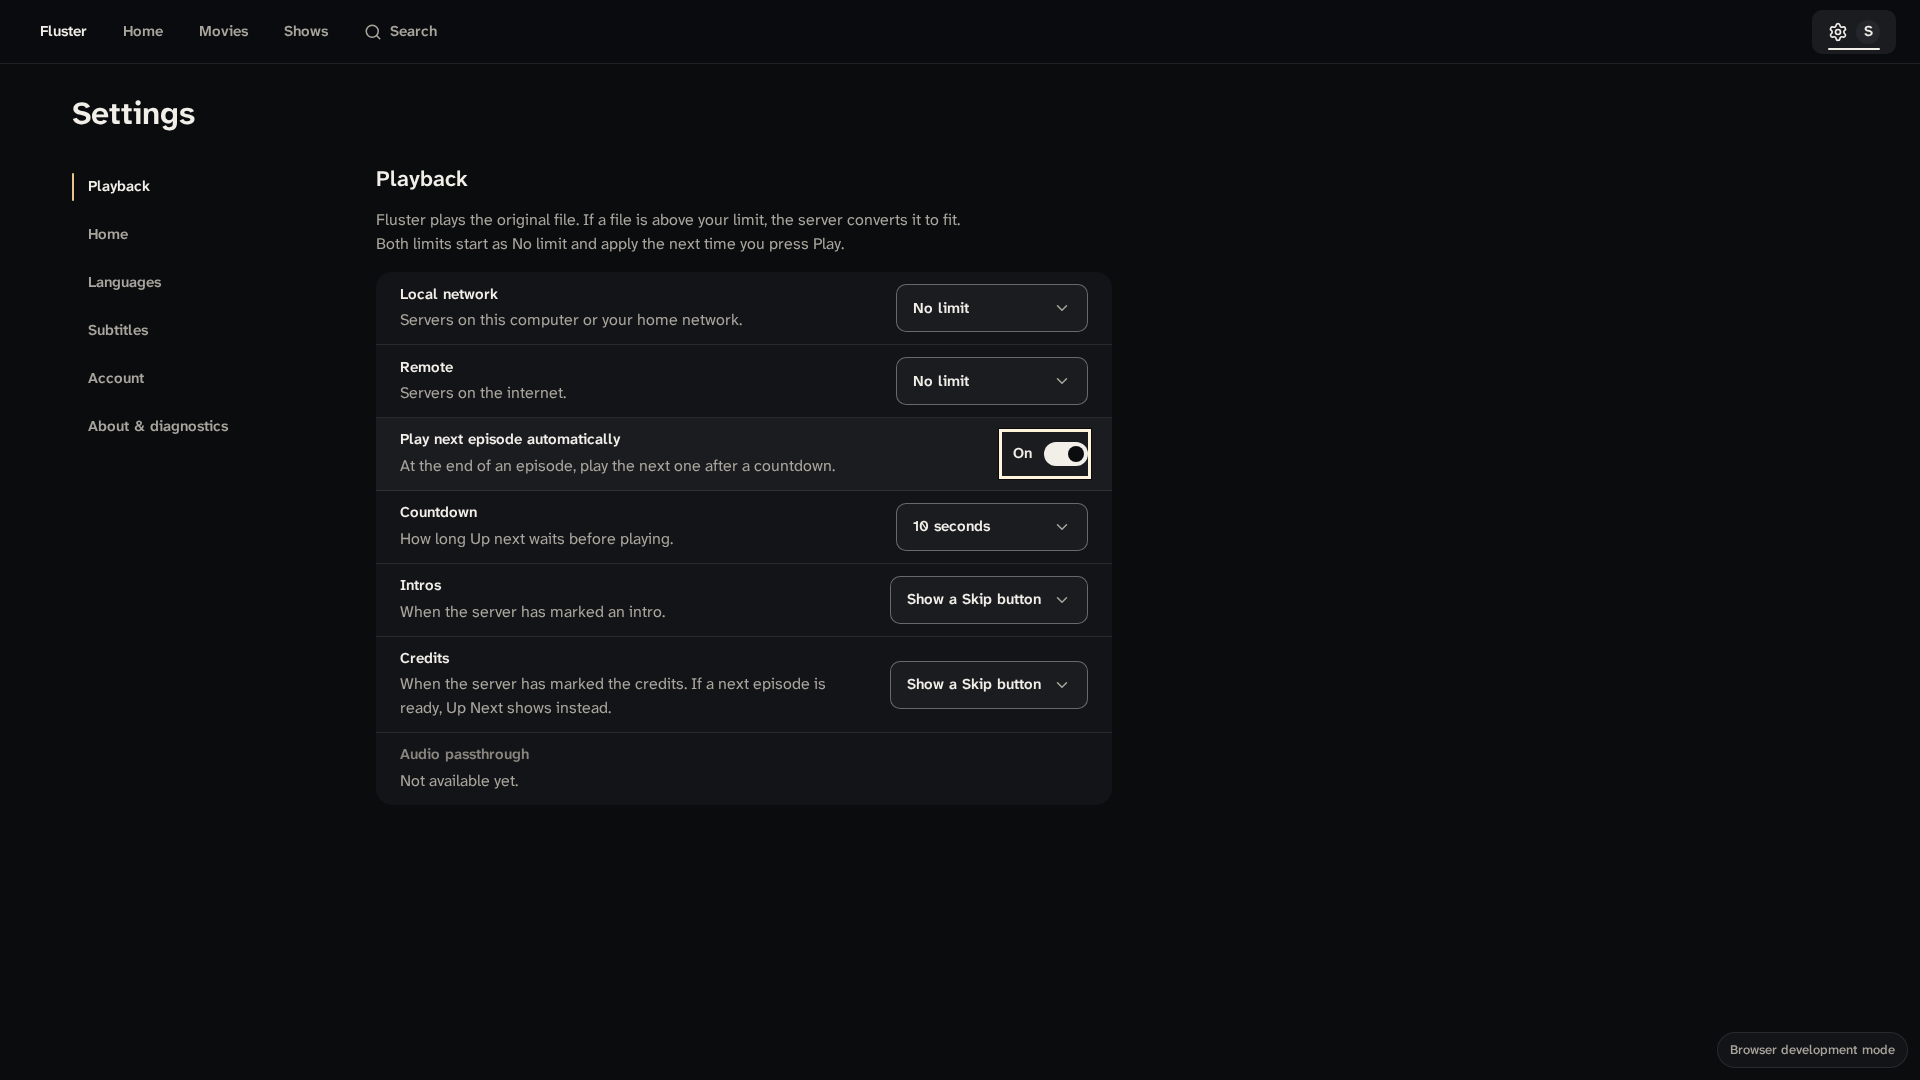 Fluster
Home
Movies
Shows
Search
S
Settings
Playback
Home
Languages
Subtitles
Account
About & diagnostics
Playback
Fluster plays the original file. If a file is above your limit, the server converts it to fit.
Both limits start as No limit and apply the next time you press Play.
Local network
Servers on this computer or your home network.
No limit
Remote
Servers on the internet.
No limit
Play next episode automatically
At the end of an episode, play the next one after a countdown.
On
Countdown
How long Up next waits before playing.
10 seconds
Intros
When the server has marked an intro.
Show a Skip button
Credits
When the server has marked the credits. If a next episode is
ready, Up Next shows instead.
Show a Skip button
Audio passthrough
Not available yet.
Browser development mode